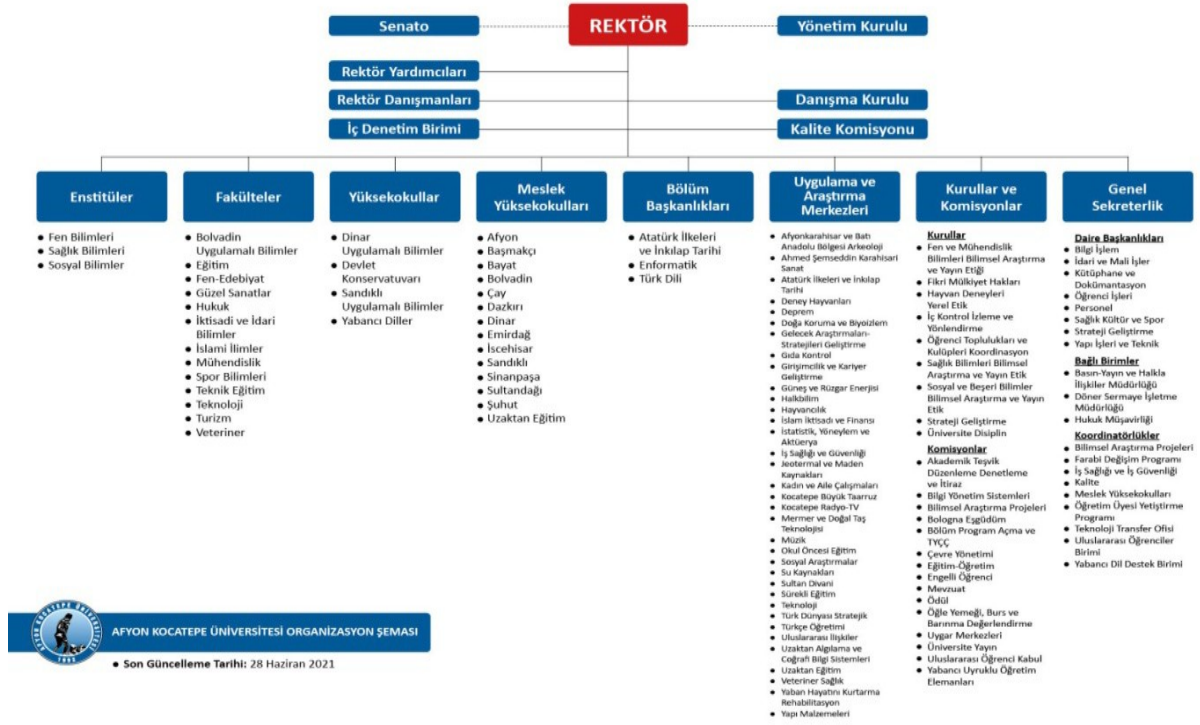 Senato
REKTÖR
Yönetim Kurulu
Rektör Yardımcıları
Rektör Danışmanları
Danışma Kurulu
İç Denetim Birimi
Kalite Komisyonu
Enstitüler
• Fen Bilimleri
• Sağlık Bilimleri
• Sosyal Bilimler
Fakülteler
• Bolvadin
Uygulamalı Bilimler
• Eğitim
• Fen-Edebiyat
• Güzel Sanatlar
• Hukuk
• İktisadi ve İdari
Bilimler
• İslami İlimler
• Mühendislik
• Spor Bilimleri
• Teknik Eğitim
• Teknoloji
• Turizm
• Veteriner
Yüksekokullar
• Dinar
Uygulamalı Bilimler
• Devlet
Konservatuvarı
• Sandıklı
Uygulamalı Bilimler
• Yabancı Diller
Meslek
Yüksekokulları
• Afyon
• Başmakçı
• Bayat
• Bolvadin
• Çay
• Dazkırı
• Dinar
• Emirdağ
• İscehisar
• Sandıklı
• Sinanpaşa
• Sultandağı
• Şuhut
• Uzaktan Eğitim
Bölüm
Başkanlıkları
• Atatürk İlkeleri
ve İnkılap Tarihi
• Enformatik
• Türk Dili
Uygulama ve
Araştırma
Merkezleri
• Afyonkarahisar ve Batı
Anadolu Bölgesi Arkeoloji
• Ahmed Şemseddin Karahisari
Sanat
• Atatürk İlkeleri ve İnkılap
Tarihi
• Deney Hayvanları
• Deprem
• Doğa Koruma ve Biyoizlem
• Gelecek Araştırmaları-
Stratejileri Geliştirme
• Gıda Kontrol
• Girişimcilik ve Kariyer
Geliştirme
• Güneş ve Rüzgar Enerjisi
• Halkbilim
• Hayvancılık
• İslam İktisadı ve Finansı
• İstatistik, Yöneylem ve
Aktüerya
• İş Sağlığı ve Güvenliği
• Jeotermal ve Maden
Kaynakları
• Kadın ve Aile Çalışmaları
• Kocatepe Büyük Taarruz
• Kocatepe Radyo-TV
• Mermer ve Doğal Taş
Teknolojisi
• Müzik
• Okul Öncesi Eğitim
• Sosyal Araştırmalar
• Su Kaynakları
• Sultan Divani
• Sürekli Eğitim
• Teknoloji
• Türk Dünyası Stratejik
• Türkçe Öğretimi
• Uluslararası İlişkiler
• Uzaktan Algılama ve
Coğrafi Bilgi Sistemleri
• Uzaktan Eğitim
• Veteriner Sağlık
• Yaban Hayatını Kurtarma
Rehabilitasyon
• Yapı Malzemeleri
Kurullar ve
Komisyonlar
Kurullar
• Fen ve Mühendislik
Bilimleri Bilimsel Araştırma
ve Yayın Etiği
• Fikri Mülkiyet Hakları
• Hayvan Deneyleri
Yerel Etik
• İç Kontrol İzleme ve
Yönlendirme
• Öğrenci Toplulukları ve
Kulüpleri Koordinasyon
• Sağlık Bilimleri Bilimsel
Araştırma ve Yayın Etik
• Sosyal ve Beşeri Bilimler
Bilimsel Araştırma ve Yayın
Etik
• Strateji Geliştirme
• Üniversite Disiplin
Komisyonlar
• Akademik Teşvik
Düzenleme Denetleme
ve İtiraz
• Bilgi Yönetim Sistemleri
• Bilimsel Araştırma Projeleri
• Bologna Eşgüdüm
• Bölüm Program Açma ve
TYÇÇ
• Çevre Yönetimi
• Eğitim-Öğretim
• Engelli Öğrenci
• Mevzuat
• Ödül
• Öğle Yemeği, Burs ve
Barınma Değerlendirme
• Uygar Merkezleri
• Üniversite Yayın
• Uluslararası Öğrenci Kabul
• Yabancı Uyruklu Öğretim
Elemanları
Genel
Sekreterlik
Daire Başkanlıkları
• Bilgi İşlem
• İdari ve Mali İşler
• Kütüphane ve
Dokümantasyon
• Öğrenci İşleri
• Personel
• Sağlık Kültür ve Spor
• Strateji Geliştirme
• Yapı İşleri ve Teknik
Bağlı Birimler
• Basın-Yayın ve Halkla
İlişkiler Müdürlüğü
• Döner Sermaye İşletme
Müdürlüğü
• Hukuk Müşavirliği
Koordinatörlükler
• Bilimsel Araştırma Projeleri
• Farabi Değişim Programı
• İş Sağlığı ve İş Güvenliği
• Kalite
• Meslek Yüksekokulları
• Öğretim Üyesi Yetiştirme
Programı
• Teknoloji Transfer Ofisi
• Uluslararası Öğrenciler
Birimi
• Yabancı Dil Destek Birimi
AFYON KOCATEPE ÜNİVERSİTESİ
1992
AFYON KOCATEPE ÜNİVERSİTESİ ORGANİZASYON ŞEMASI
• Son Güncelleme Tarihi: 28 Haziran 2021